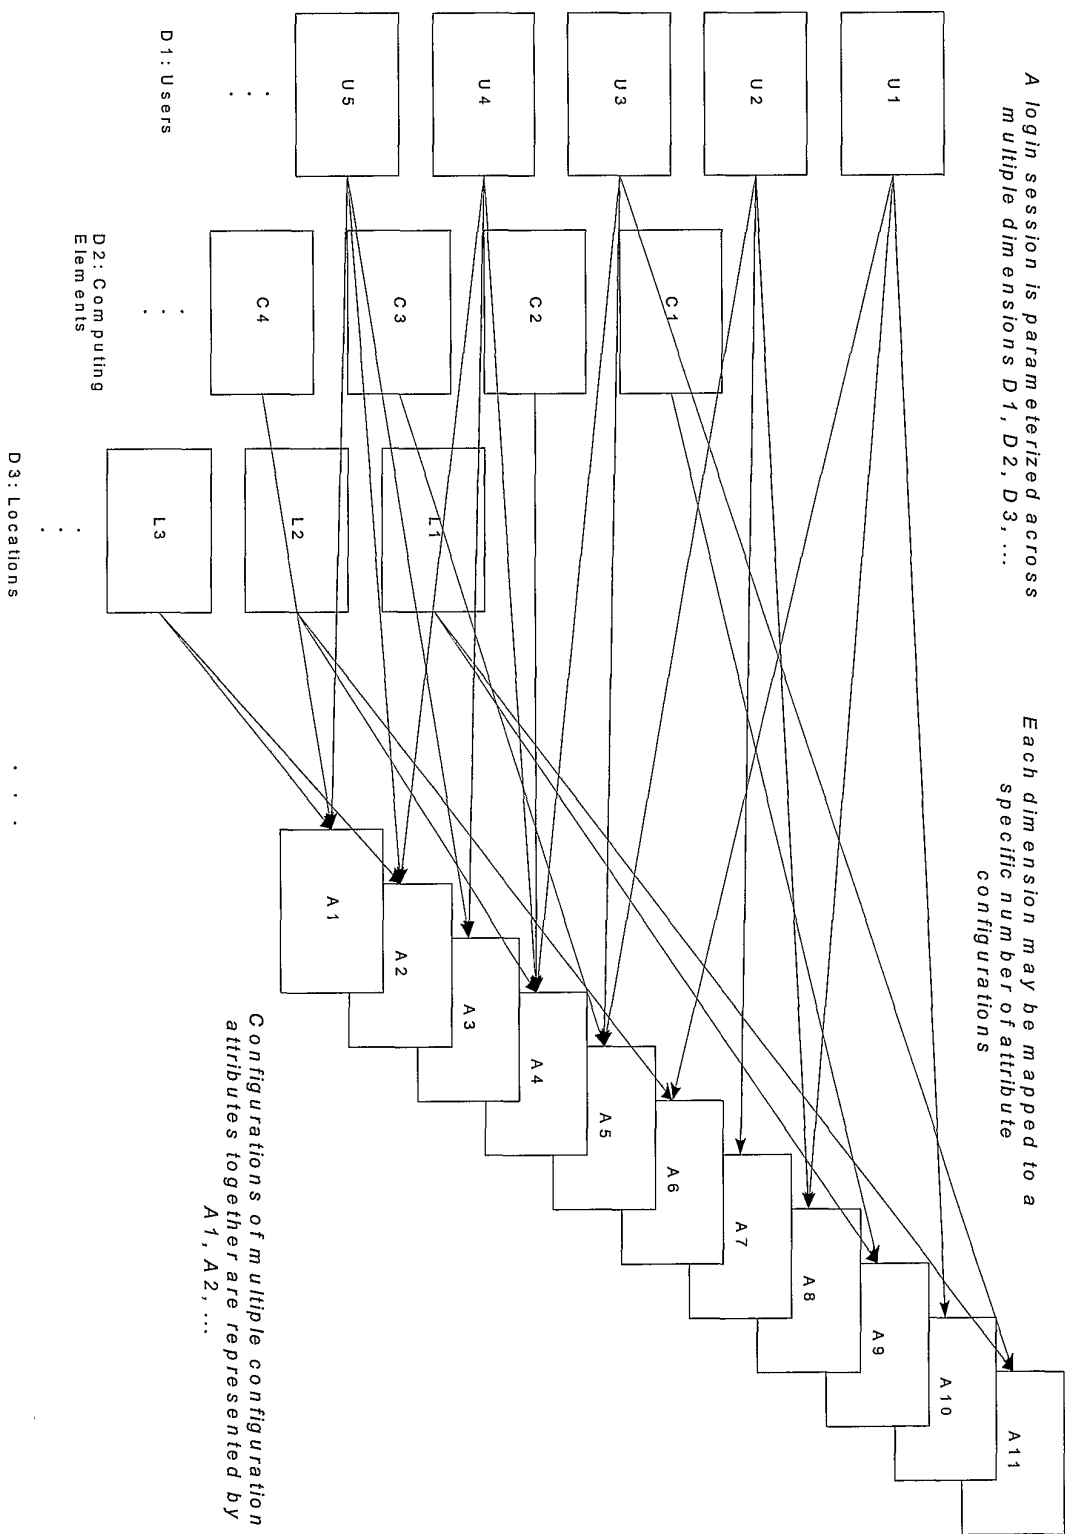 A login session is parameterized across
multiple dimensions D1, D2, D3, ...
Each dimension may be mapped to a
specific number of attribute
configurations
U1
U2
U3
U4
U5
. . .
D1: Users
C1
C2
C3
C4
. . .
D2: Computing
Elements
L1
L2
L3
. . .
D3: Locations
. . .
A11
A10
A9
A8
A7
A6
A5
A4
A3
A2
A1
Configurations of multiple configuration
attributes together are represented by
A1, A2, ...